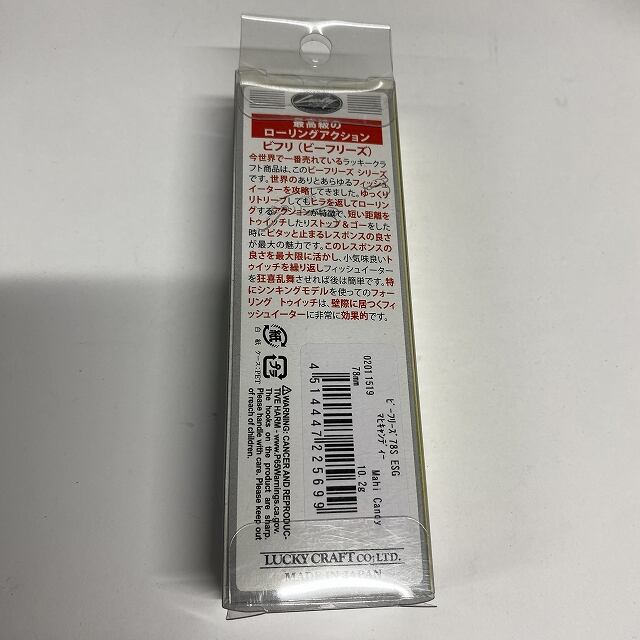 最高級の
ローリングアクション
ビフリ(ビーフリーズ)
今世界で一番売れているラッキークラ
フト商品は、このビーフリーズ シリーズ
です。世界のありとあらゆるフィッシュ
イーターを攻略してきました。ゆっくり
リトリーブしてもヒラを返してローリン
グするアクションが特徴で、短い距離を
トゥイッチしたりストップ&ゴーをした
時にピタッと止まるレスポンスの良さ
が最大の魅力です。このレスポンスの
良さを最大限に活かし、小気味良いト
ゥイッチを繰り返しフィッシュイーター
を狂喜乱舞させれば後は簡単です。特
にシンキングモデルを使ってのフォー
リング トゥイッチは、壁際に居つくフィ
ッシュイーターに非常に効果的です。
紙
プラ
台紙 ケース:PET
⚠WARNING: CANCER AND REPRODUC-
TIVE HARM - www.P65Warnings.ca.gov.
The hooks on the product are sharp.
Please handle with care. Please keep out
of reach of children.
02011519
ビーフリーズ 78S ESG
マヒキャンディー Mahi Candy
78mm 10.2g
4 514447 225699
LUCKY CRAFT CO., LTD.
MADE IN JAPAN